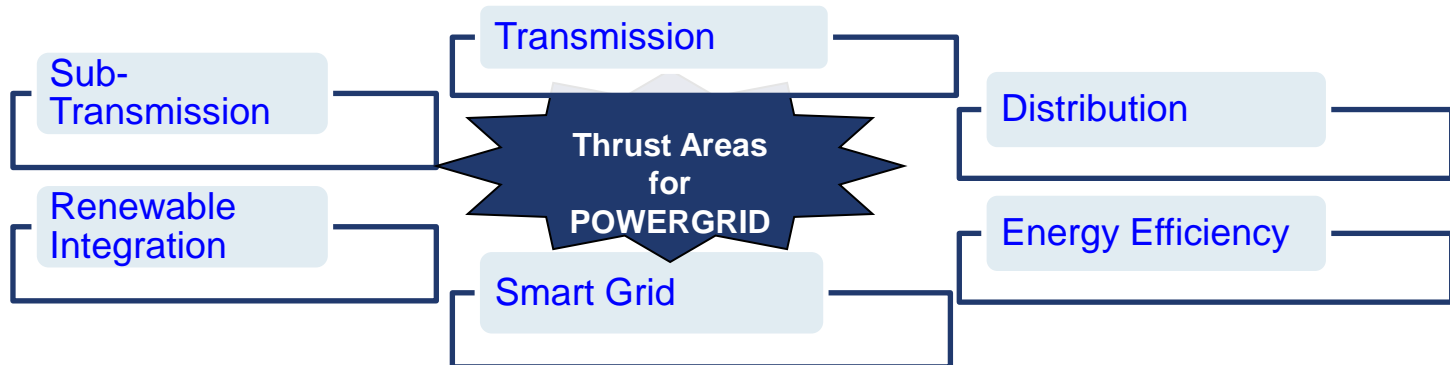 Transmission
Sub-
Transmission
Distribution
Thrust Areas
for
POWERGRID
Renewable
Integration
Energy Efficiency
Smart Grid